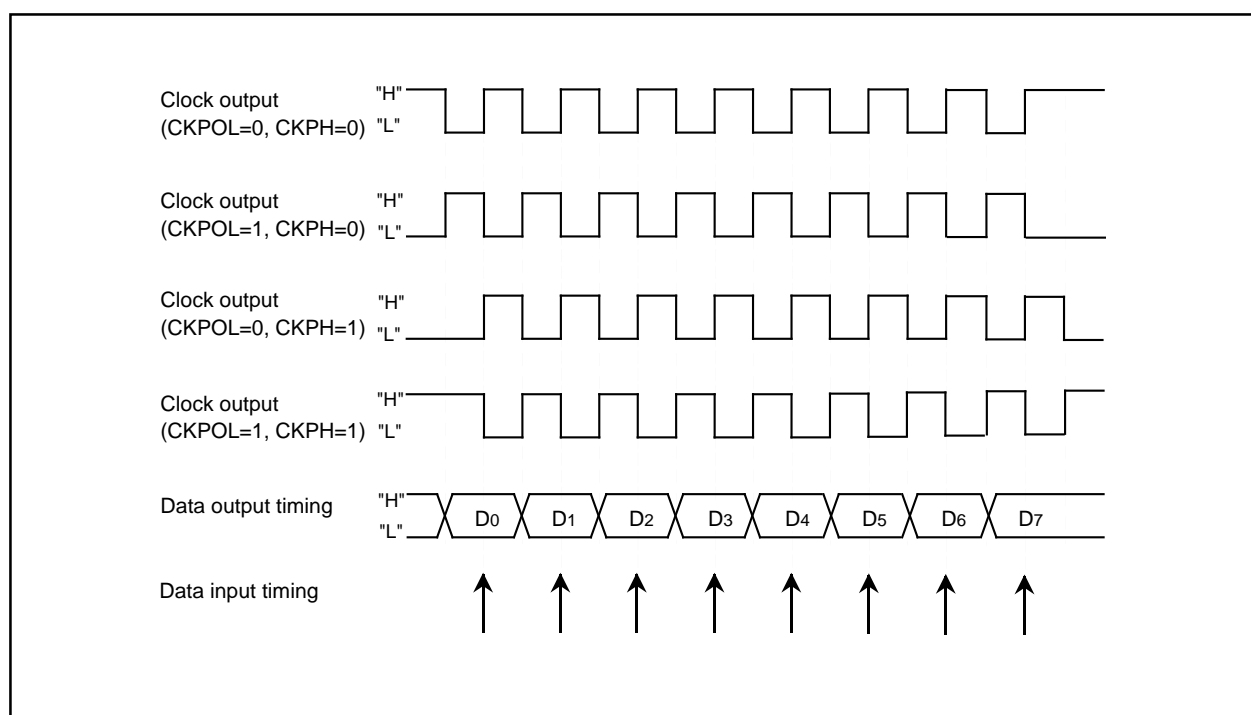 Clock output "H"
(CKPOL=0, CKPH=0) "L"
Clock output "H"
(CKPOL=1, CKPH=0) "L"
Clock output "H"
(CKPOL=0, CKPH=1) "L"
Clock output "H"
(CKPOL=1, CKPH=1) "L"
Data output timing "H"
"L" D0 D1 D2 D3 D4 D5 D6 D7
Data input timing